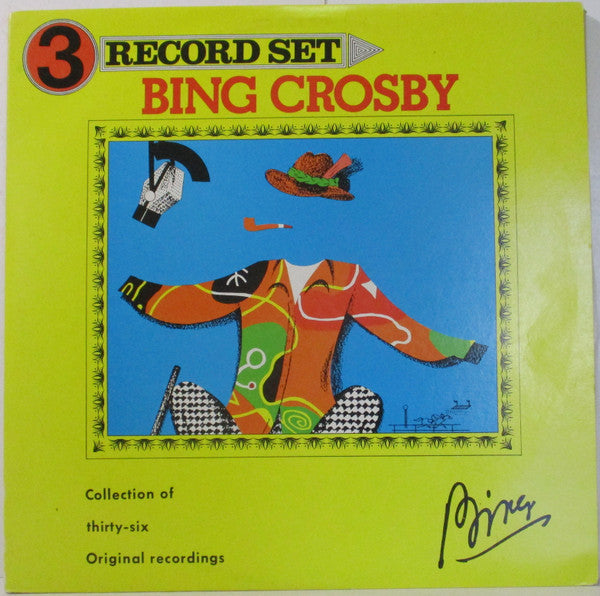 3 RECORD SET
BING CROSBY
Collection of
thirty-six
Original recordings
Bing